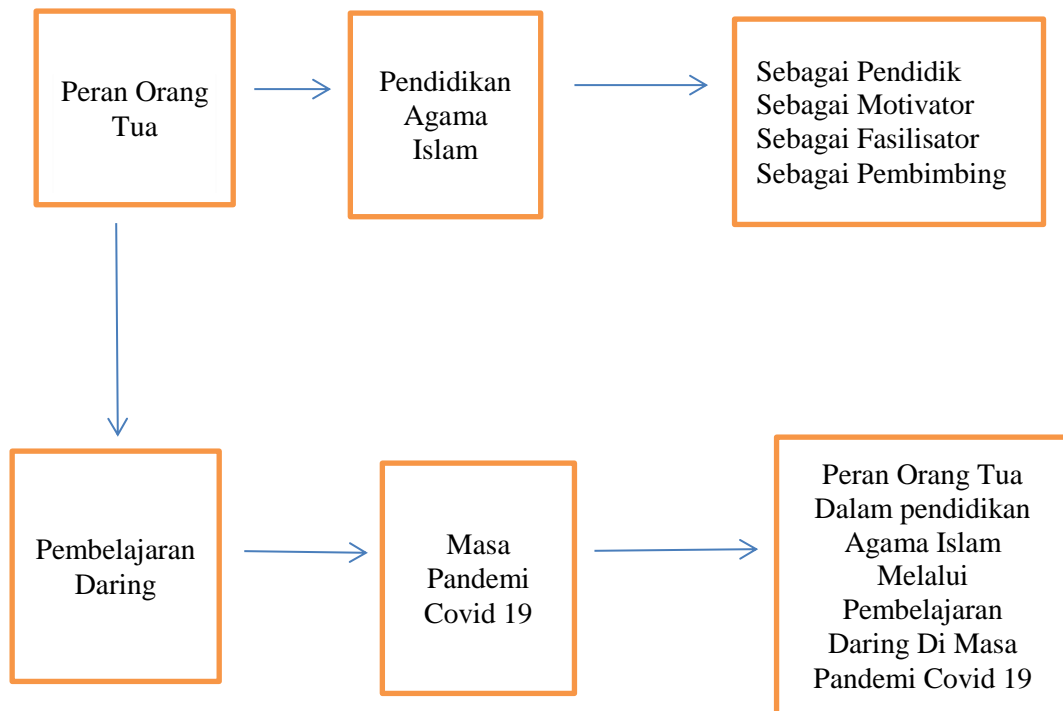 Peran Orang
Tua
Pendidikan
Agama
Islam
Sebagai Pendidik
Sebagai Motivator
Sebagai Fasilisator
Sebagai Pembimbing
Pembelajaran
Daring
Masa
Pandemi
Covid 19
Peran Orang Tua
Dalam pendidikan
Agama Islam
Melalui
Pembelajaran
Daring Di Masa
Pandemi Covid 19